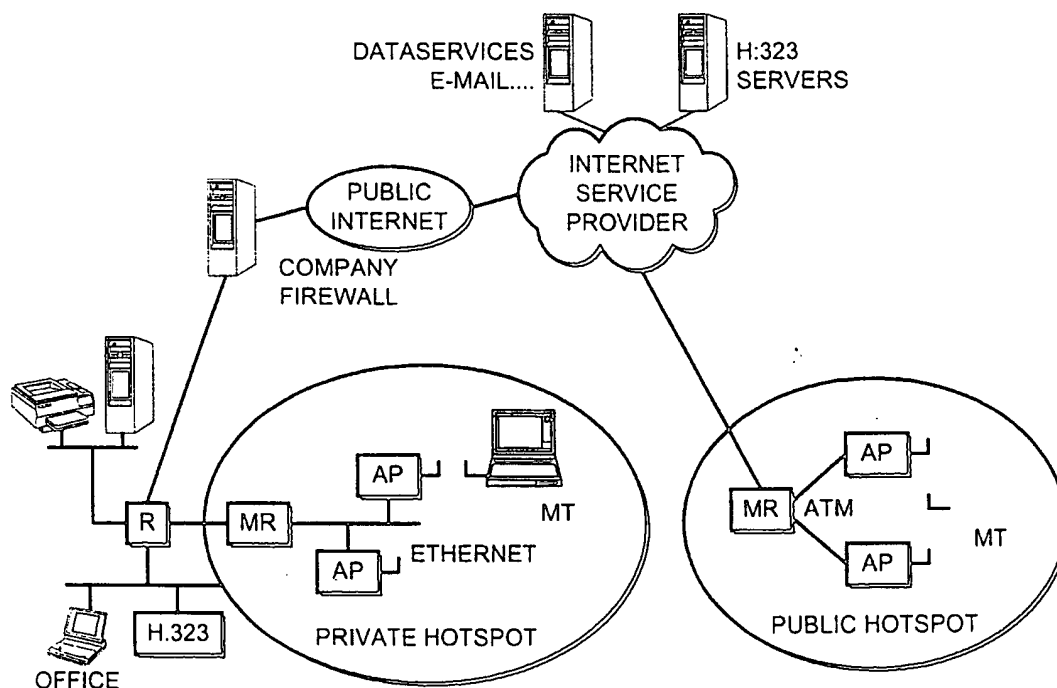 DATASERVICES
E-MAIL....
H:323
SERVERS
INTERNET
SERVICE
PROVIDER
PUBLIC
INTERNET
COMPANY
FIREWALL
AP
MT
R
MR
ETHERNET
AP
H.323
OFFICE
PRIVATE HOTSPOT
AP
MR
ATM
MT
AP
PUBLIC HOTSPOT